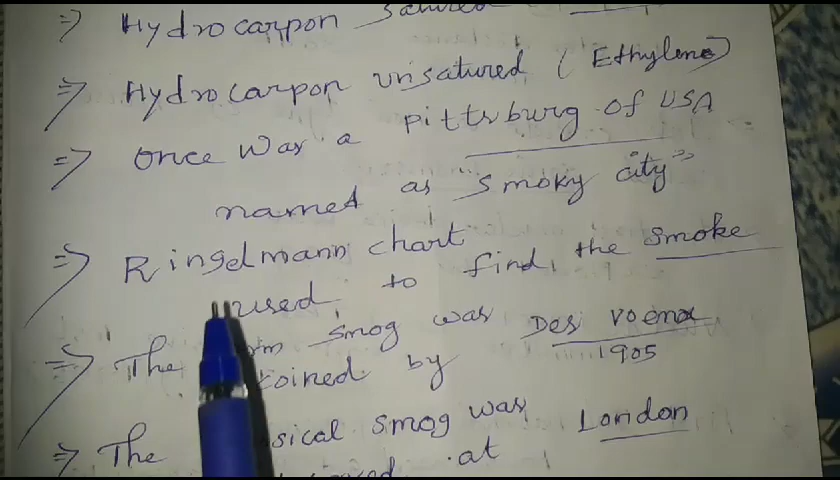 => Hydrocarpon satured
=> Hydrocarpon unsatured (Ethylene)
=> Once was a Pittsburg of USA
named as "smoky city"
=> Ringelmann chart
used to find the smoke
=> The smog was Des Voenx
coined by 1905
=> The sical smog was London
at